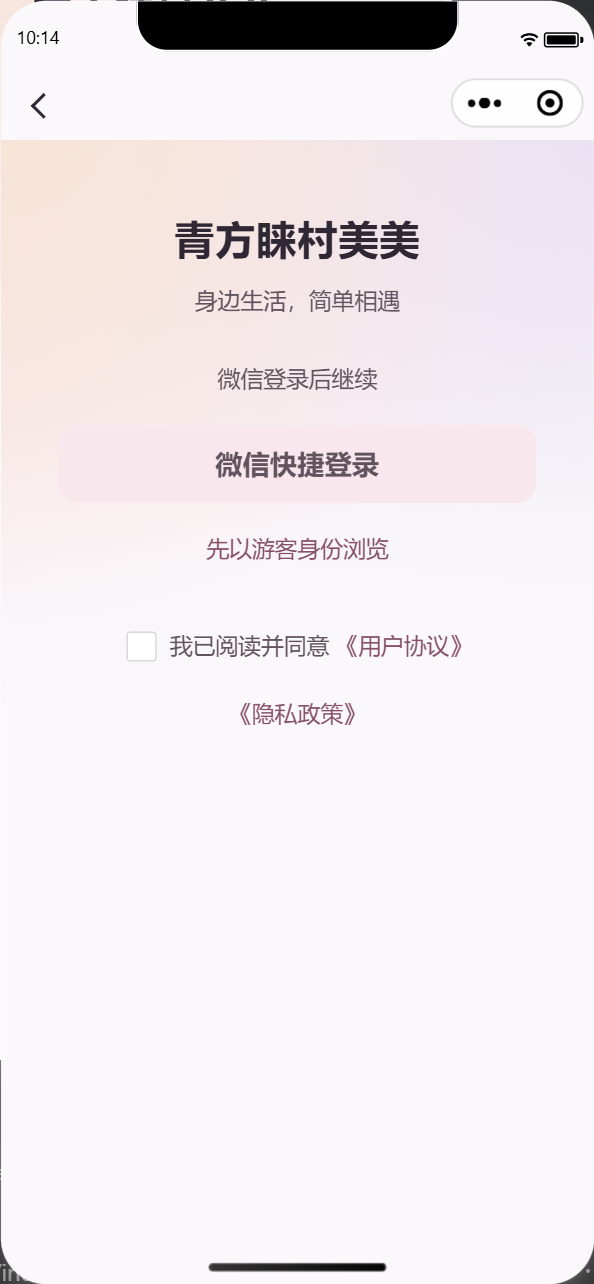 10:14
青方睐村美美
身边生活，简单相遇
微信登录后继续
微信快捷登录
先以游客身份浏览
我已阅读并同意 《用户协议》
《隐私政策》